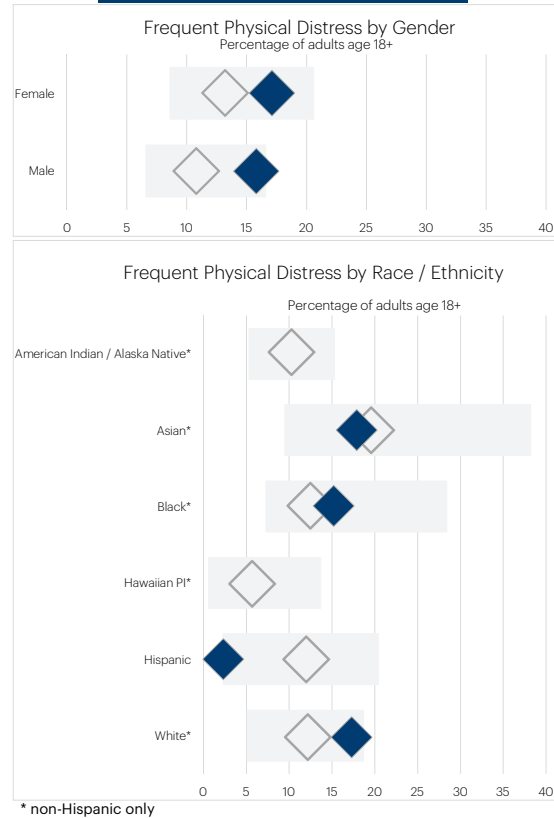 Frequent Physical Distress by Gender
Percentage of adults age 18+
Female
Male
0 5 10 15 20 25 30 35 40
Frequent Physical Distress by Race / Ethnicity
Percentage of adults age 18+
American Indian / Alaska Native*
Asian*
Black*
Hawaiian PI*
Hispanic
White*
0 5 10 15 20 25 30 35 40
* non-Hispanic only